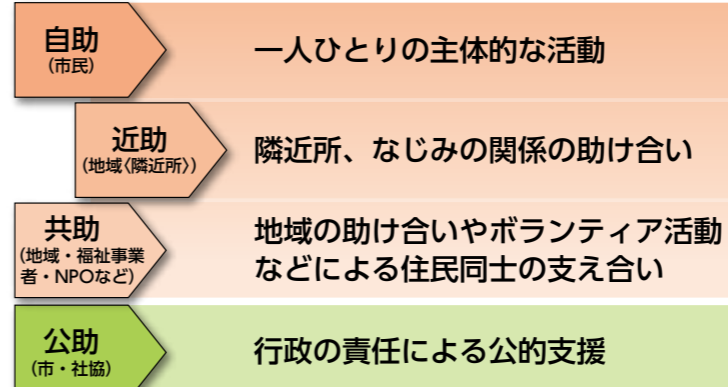 自助
(市民)
一人ひとりの主体的な活動
近助
(地域〈隣近所〉)
隣近所、なじみの関係の助け合い
共助
(地域・福祉事業
者・NPOなど)
地域の助け合いやボランティア活動
などによる住民同士の支え合い
公助
(市・社協)
行政の責任による公的支援